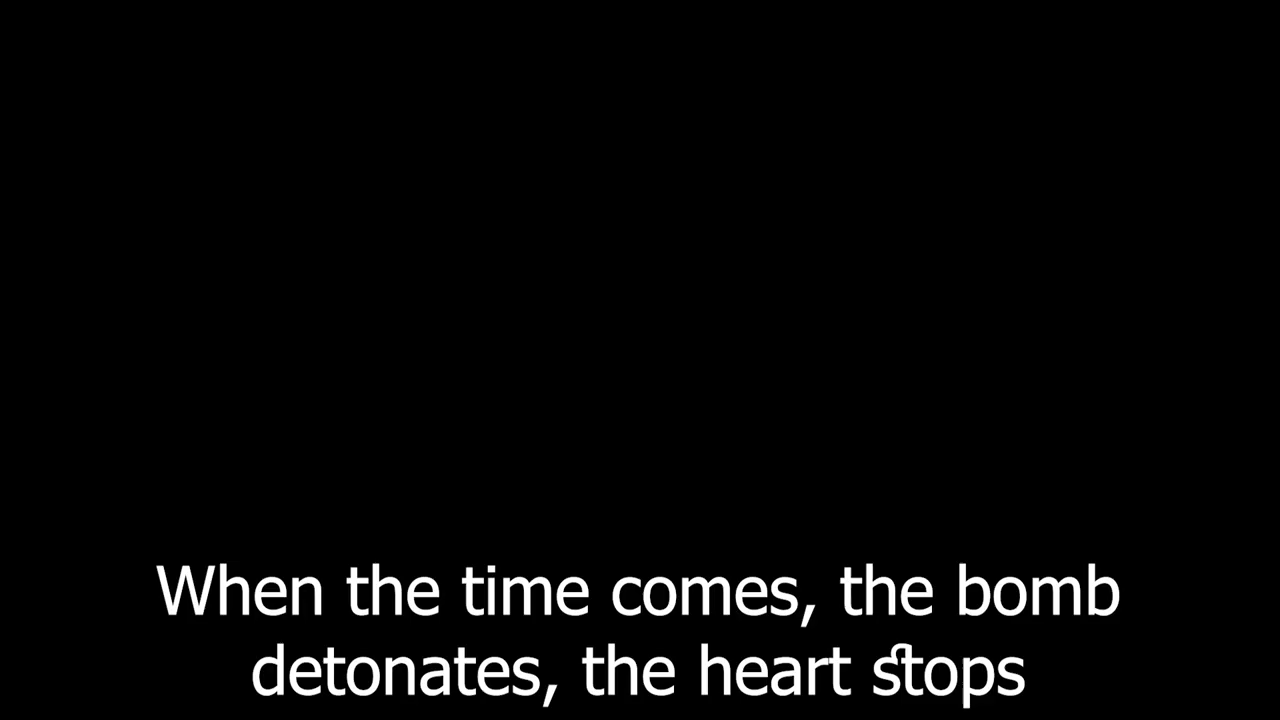 When the time comes, the bomb
detonates, the heart stops